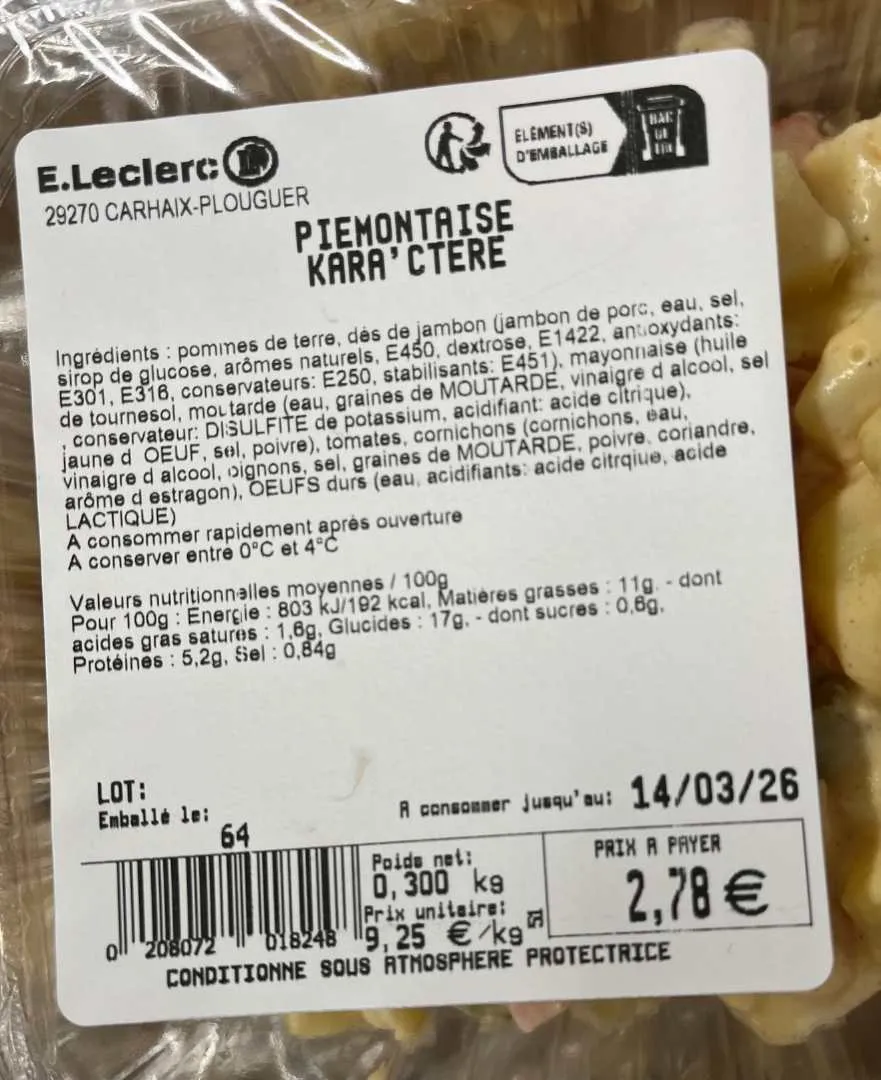 E.Leclerc L
29270 CARHAIX-PLOUGUER
ELÉMENT(S)
D'EMBALLAGE
BAC
DE
TRI
PIEMONTAISE
KARA'CTERE
Ingrédients : pommes de terre, dés de jambon (jambon de porc, eau, sel,
sirop de glucose, arômes naturels, E450, dextrose, E1422, antioxydants:
E301, E316, conservateurs: E250, stabilisants: E451), mayonnaise (huile
de tournesol, moutarde (eau, graines de MOUTARDE, vinaigre d alcool, sel
, conservateur: DISULFITE de potassium, acidifiant: acide citrique),
jaune d OEUF, sel, poivre), tomates, cornichons (cornichons, eau,
vinaigre d alcool, oignons, sel, graines de MOUTARDE, poivre, coriandre,
arôme d estragon), OEUFS durs (eau, acidifiants: acide citrqiue, acide
LACTIQUE)
A consommer rapidement après ouverture
A conserver entre 0°C et 4°C
Valeurs nutritionnelles moyennes / 100g
Pour 100g : Energie : 803 kJ/192 kcal, Matières grasses : 11g. - dont
acides gras saturés : 1,6g, Glucides : 17g. - dont sucres : 0,6g,
Protéines : 5,2g, Sel : 0,84g
LOT:
Emballé le:
64
A consommer jusqu'au: 14/03/26
Poids net:
0,300 kg
Prix unitaire:
9,25 €/kg
PRIX A PAYER
2,78 €
0 208072 018248
CONDITIONNE SOUS ATMOSPHERE PROTECTRICE